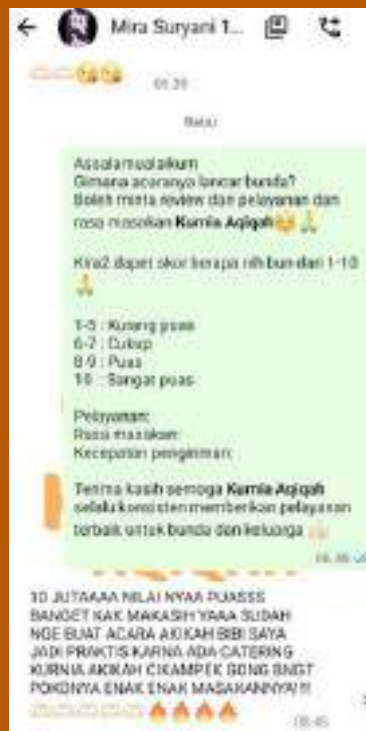 Mira Suryani 1...
01.39
Rabu
Assalamualaikum
Gimana acaranya lancar bunda?
Boleh minta review dan pelayanan dan
rasa masakan Kurnia Aqiqah
Kira2 dapet skor berapa nih bun dari 1-10
1-5 : Kurang puas
6-7 : Cukup
8-9 : Puas
10 : Sangat puas
Pelayanan:
Rasa masakan:
Kecepatan pengiriman:
Terima kasih semoga Kurnia Aqiqah
selalu konsisten memberikan pelayanan
terbaik untuk bunda dan keluarga
10 JUTAAAA NILAI NYAA PUASSS
BANGET KAK MAKASIH YAAA SUDAH
NGE BUAT ACARA AKIKAH BIBI SAYA
JADI PRAKTIS KARNA ADA CATERING
KURNIA AKIKAH CIKAMPEK GONG BNGT
POKONYA ENAK ENAK MASAKANNYA!!!